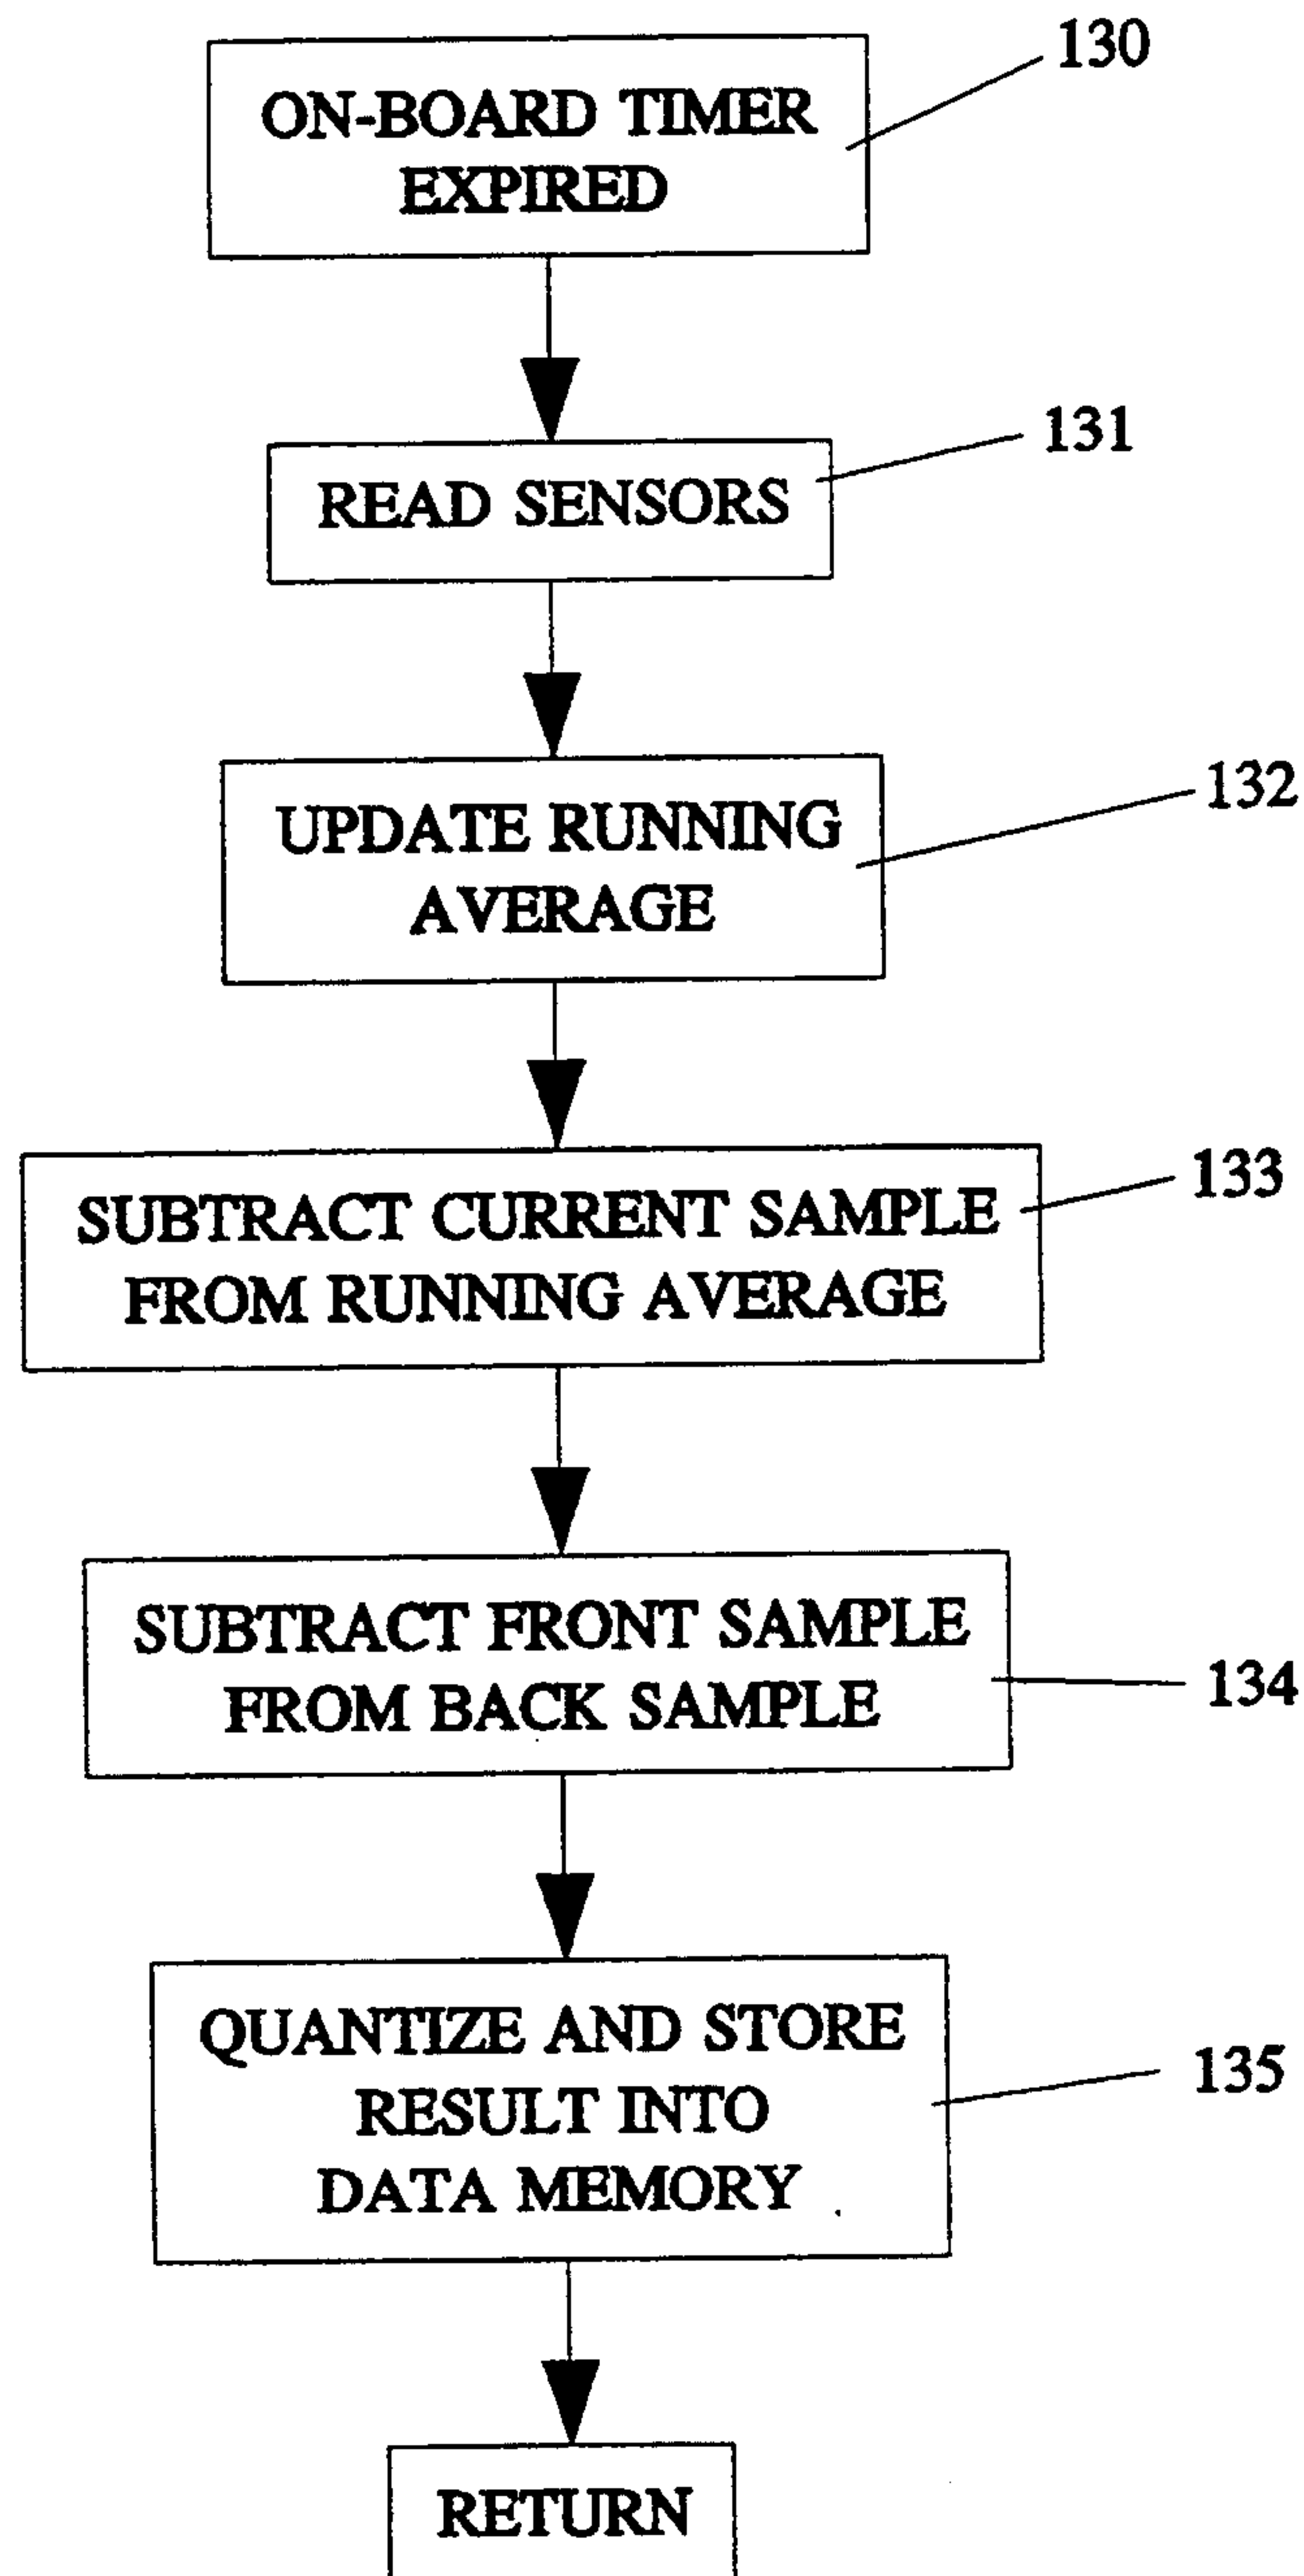 130
ON-BOARD TIMER
EXPIRED
131
READ SENSORS
132
UPDATE RUNNING
AVERAGE
133
SUBTRACT CURRENT SAMPLE
FROM RUNNING AVERAGE
SUBTRACT FRONT SAMPLE
FROM BACK SAMPLE
134
QUANTIZE AND STORE
RESULT INTO
DATA MEMORY
135
RETURN